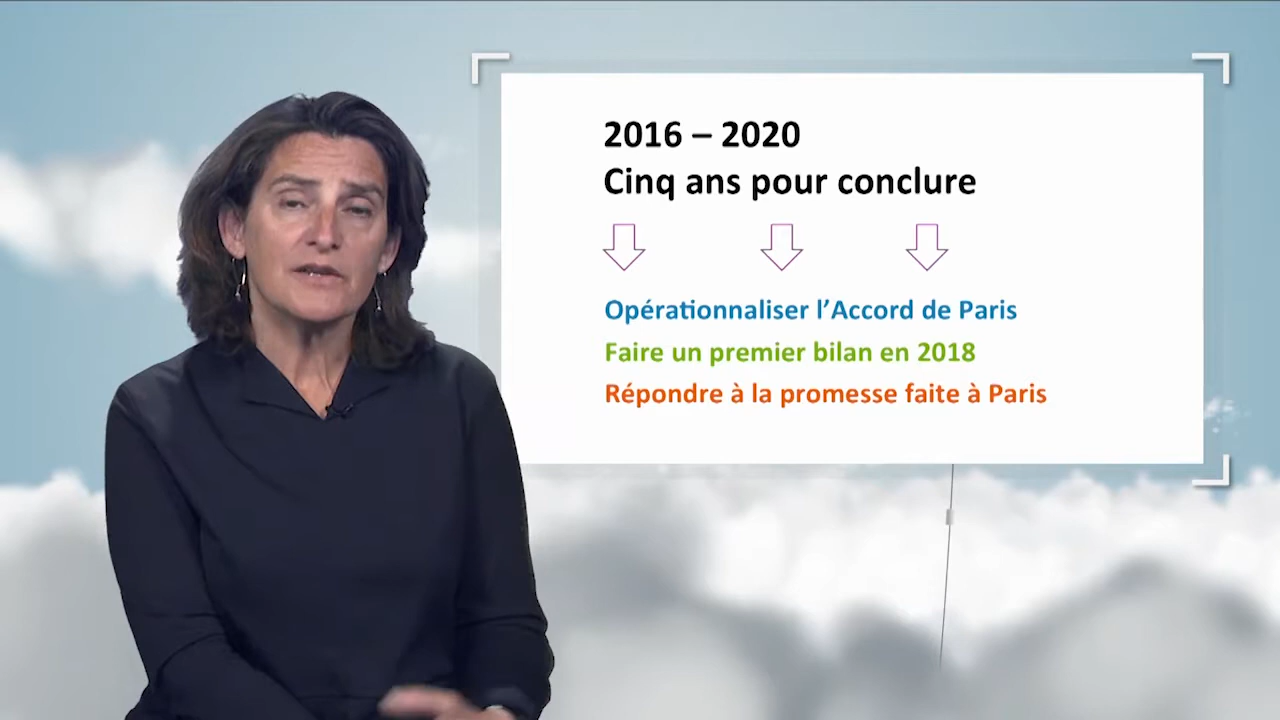 2016 – 2020
Cinq ans pour conclure
Opérationnaliser l’Accord de Paris
Faire un premier bilan en 2018
Répondre à la promesse faite à Paris